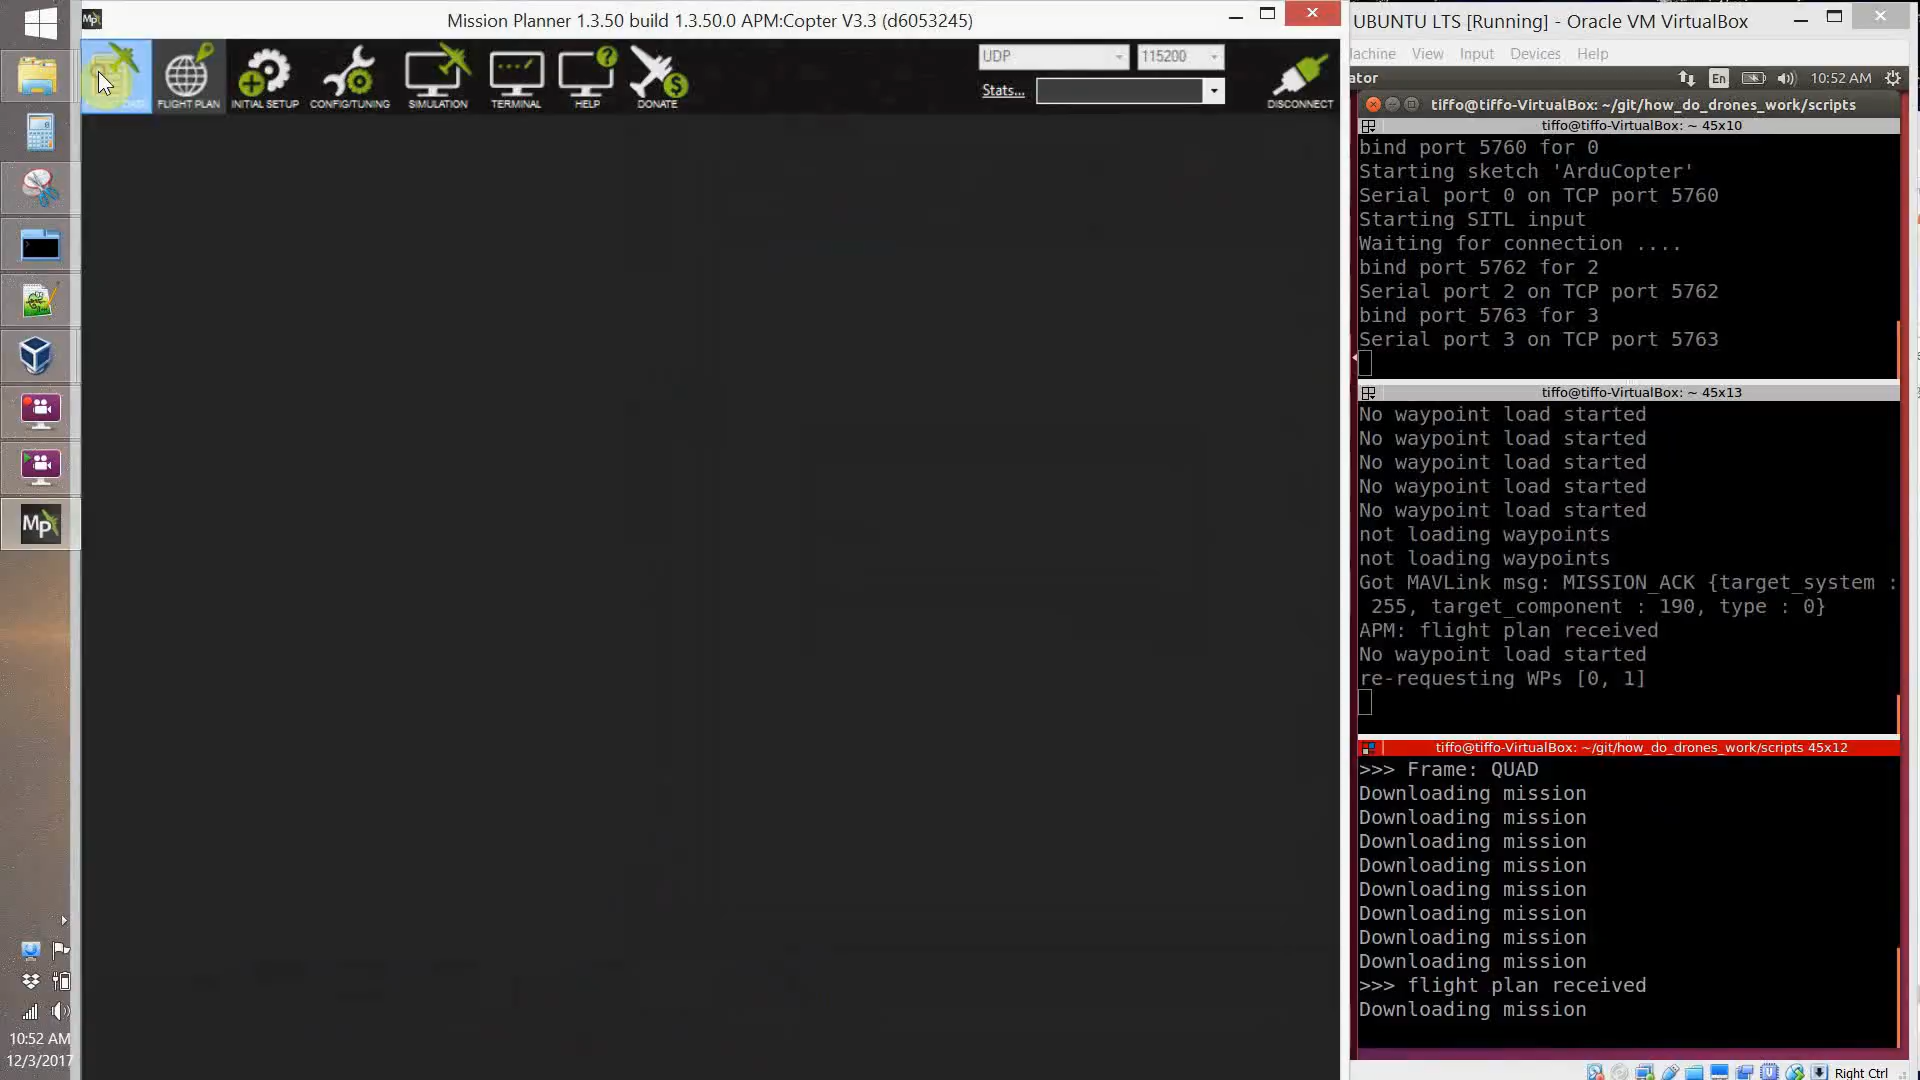 Mp
Mission Planner 1.3.50 build 1.3.50.0 APM:Copter V3.3 (d6053245)
FLIGHT PLAN
INITIAL SETUP
CONFIG/TUNING
SIMULATION
TERMINAL
HELP
DONATE
UDP
115200
Stats...
DISCONNECT
Mp
10:52 AM
12/3/2017
UBUNTU LTS [Running] - Oracle VM VirtualBox
achine View Input Devices Help
ator
En
10:52 AM
tiffo@tiffo-VirtualBox: ~/git/how_do_drones_work/scripts
tiffo@tiffo-VirtualBox: ~ 45x10
bind port 5760 for 0
Starting sketch 'ArduCopter'
Serial port 0 on TCP port 5760
Starting SITL input
Waiting for connection ....
bind port 5762 for 2
Serial port 2 on TCP port 5762
bind port 5763 for 3
Serial port 3 on TCP port 5763
tiffo@tiffo-VirtualBox: ~ 45x13
No waypoint load started
No waypoint load started
No waypoint load started
No waypoint load started
No waypoint load started
not loading waypoints
not loading waypoints
Got MAVLink msg: MISSION_ACK {target_system :
255, target_component : 190, type : 0}
APM: flight plan received
No waypoint load started
re-requesting WPs [0, 1]
tiffo@tiffo-VirtualBox: ~/git/how_do_drones_work/scripts 45x12
>>> Frame: QUAD
Downloading mission
Downloading mission
Downloading mission
Downloading mission
Downloading mission
Downloading mission
Downloading mission
Downloading mission
>>> flight plan received
Downloading mission
Right Ctrl